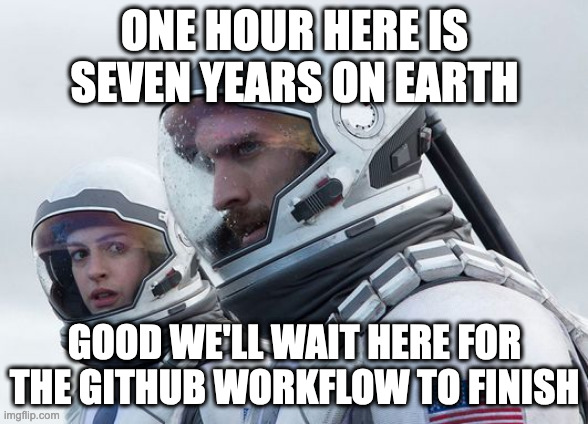 ONE HOUR HERE IS
SEVEN YEARS ON EARTH
GOOD WE'LL WAIT HERE FOR
THE GITHUB WORKFLOW TO FINISH
imgflip.com